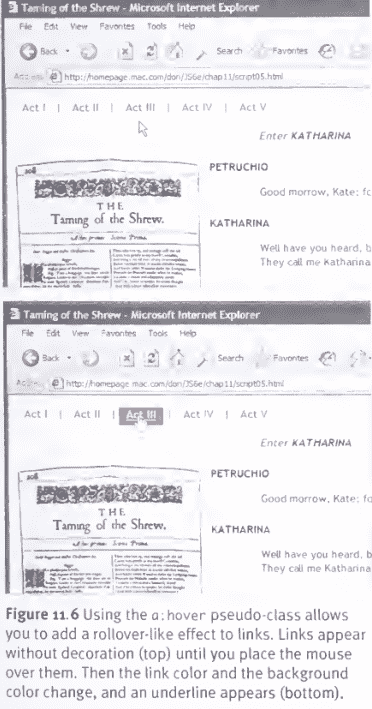 Taming of the Shrew - Microsoft Internet Explorer
File Edit View Favorites Tools Help
Back Search Favorites
http://homepage.mac.com/dori/JS6e/chap11/script05.html
Act I | Act II | Act III | Act IV | Act V
Enter KATHARINA
PETRUCHIO
Good morrow, Kate; fo
KATHARINA
Well have you heard, b
They call me Katharina
THE
Taming of the Shrew.
Taming of the Shrew - Microsoft Internet Explorer
File Edit View Favorites Tools Help
Back Search Favorites
http://homepage.mac.com/dori/JS6e/chap11/script05.html
Act I | Act II | Act III | Act IV | Act V
Enter KATHARINA
PETRUCHIO
Good morrow, Kate; fo
KATHARINA
Well have you heard, b
They call me Katharina
THE
Taming of the Shrew.
Figure 11.6 Using the a:hover pseudo-class allows
you to add a rollover-like effect to links. Links appear
without decoration (top) until you place the mouse
over them. Then the link color and the background
color change, and an underline appears (bottom).